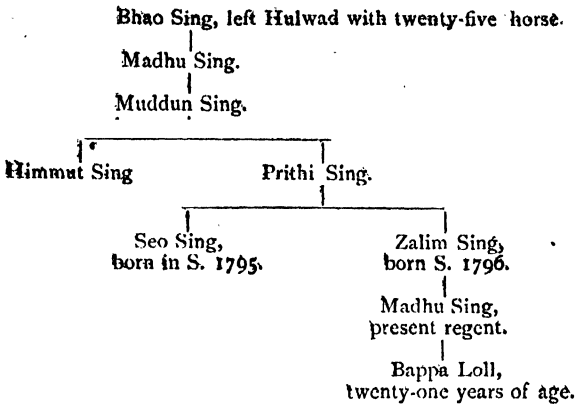 Bhao Sing, left Hulwad with twenty-five horse.
Madhu Sing.
Muddun Sing.
Himmut Sing
Prithi Sing.
Seo Sing,
born in S. 1795.
Zalim Sing,
born S. 1796.
Madhu Sing,
present regent.
Bappa Loll,
twenty-one years of age.